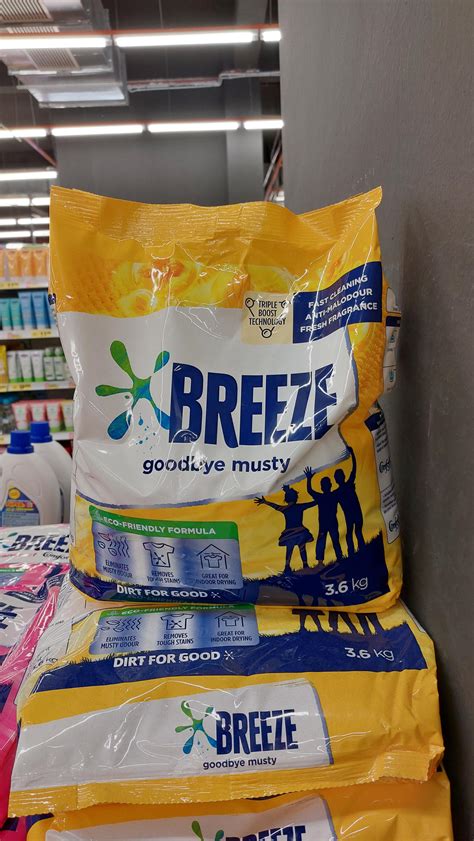 TRIPLE
BOOST
TECHNOLOGY
FAST CLEANING
ANTI-MALODOUR
FRESH FRAGRANCE
BREEZE
goodbye musty
ECO-FRIENDLY FORMULA
ELIMINATES
MUSTY ODOUR
REMOVES
TOUGH STAINS
GREAT FOR
INDOOR DRYING
DIRT FOR GOOD
3.6 kg
BREEZE
ECO-FRIENDLY FORMULA
ELIMINATES
MUSTY ODOUR
REMOVES
TOUGH STAINS
GREAT FOR
INDOOR DRYING
DIRT FOR GOOD
3.6 kg
BREEZE
goodbye musty
BREEZE